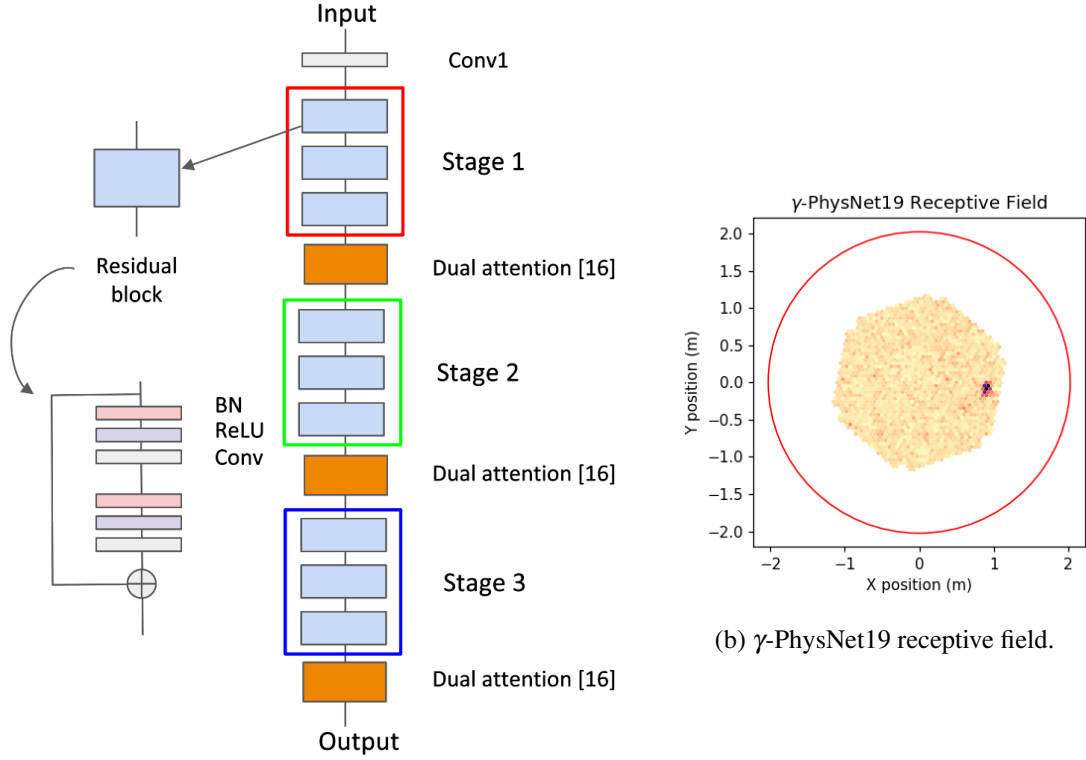 Input
Conv1
Stage 1
Dual attention [16]
Residual
block
Stage 2
BN
ReLU
Conv
Dual attention [16]
Stage 3
Dual attention [16]
Output
γ-PhysNet19 Receptive Field
Y position (m)
2.0
1.5
1.0
0.5
0.0
−0.5
−1.0
−1.5
−2.0
−2 −1 0 1 2
X position (m)
(b) γ-PhysNet19 receptive field.